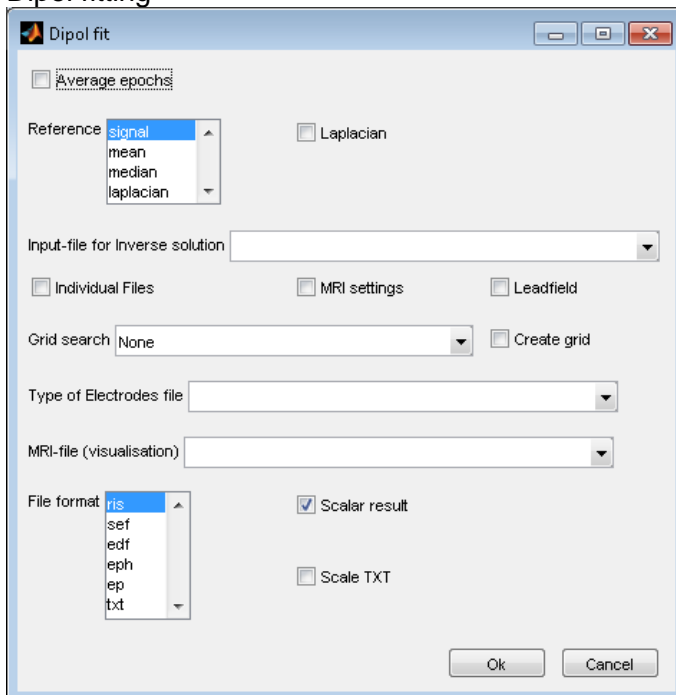 Dipol fitting
Dipol fit
Average epochs
Reference signal
mean
median
laplacian
Laplacian
Input-file for Inverse solution
Individual Files MRI settings Leadfield
Grid search None Create grid
Type of Electrodes file
MRI-file (visualisation)
File format ris
sef
edf
eph
ep
txt
Scalar result
Scale TXT
Ok Cancel